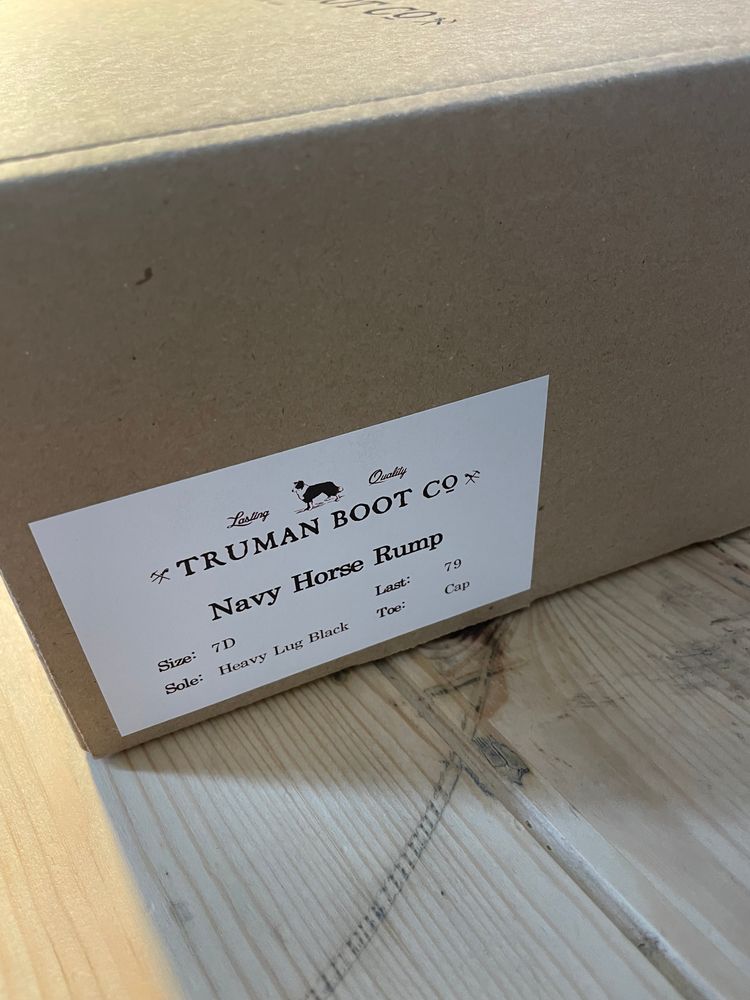 Lasting Quality
TRUMAN BOOT CO
Navy Horse Rump
Size: 7D Last: 79
Sole: Heavy Lug Black Toe: Cap